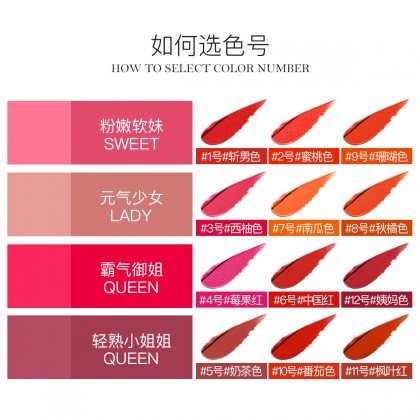 如何选色号
HOW TO SELECT COLOR NUMBER
粉嫩软妹
SWEET
#1号#斩男色
#2号#蜜桃色
#9号#珊瑚色
元气少女
LADY
#3号#西柚色
#7号#南瓜色
#8号#秋橘色
霸气御姐
QUEEN
#4号#莓果红
#6号#中国红
#12号#姨妈色
轻熟小姐姐
QUEEN
#5号#奶茶色
#10号#番茄色
#11号#枫叶红